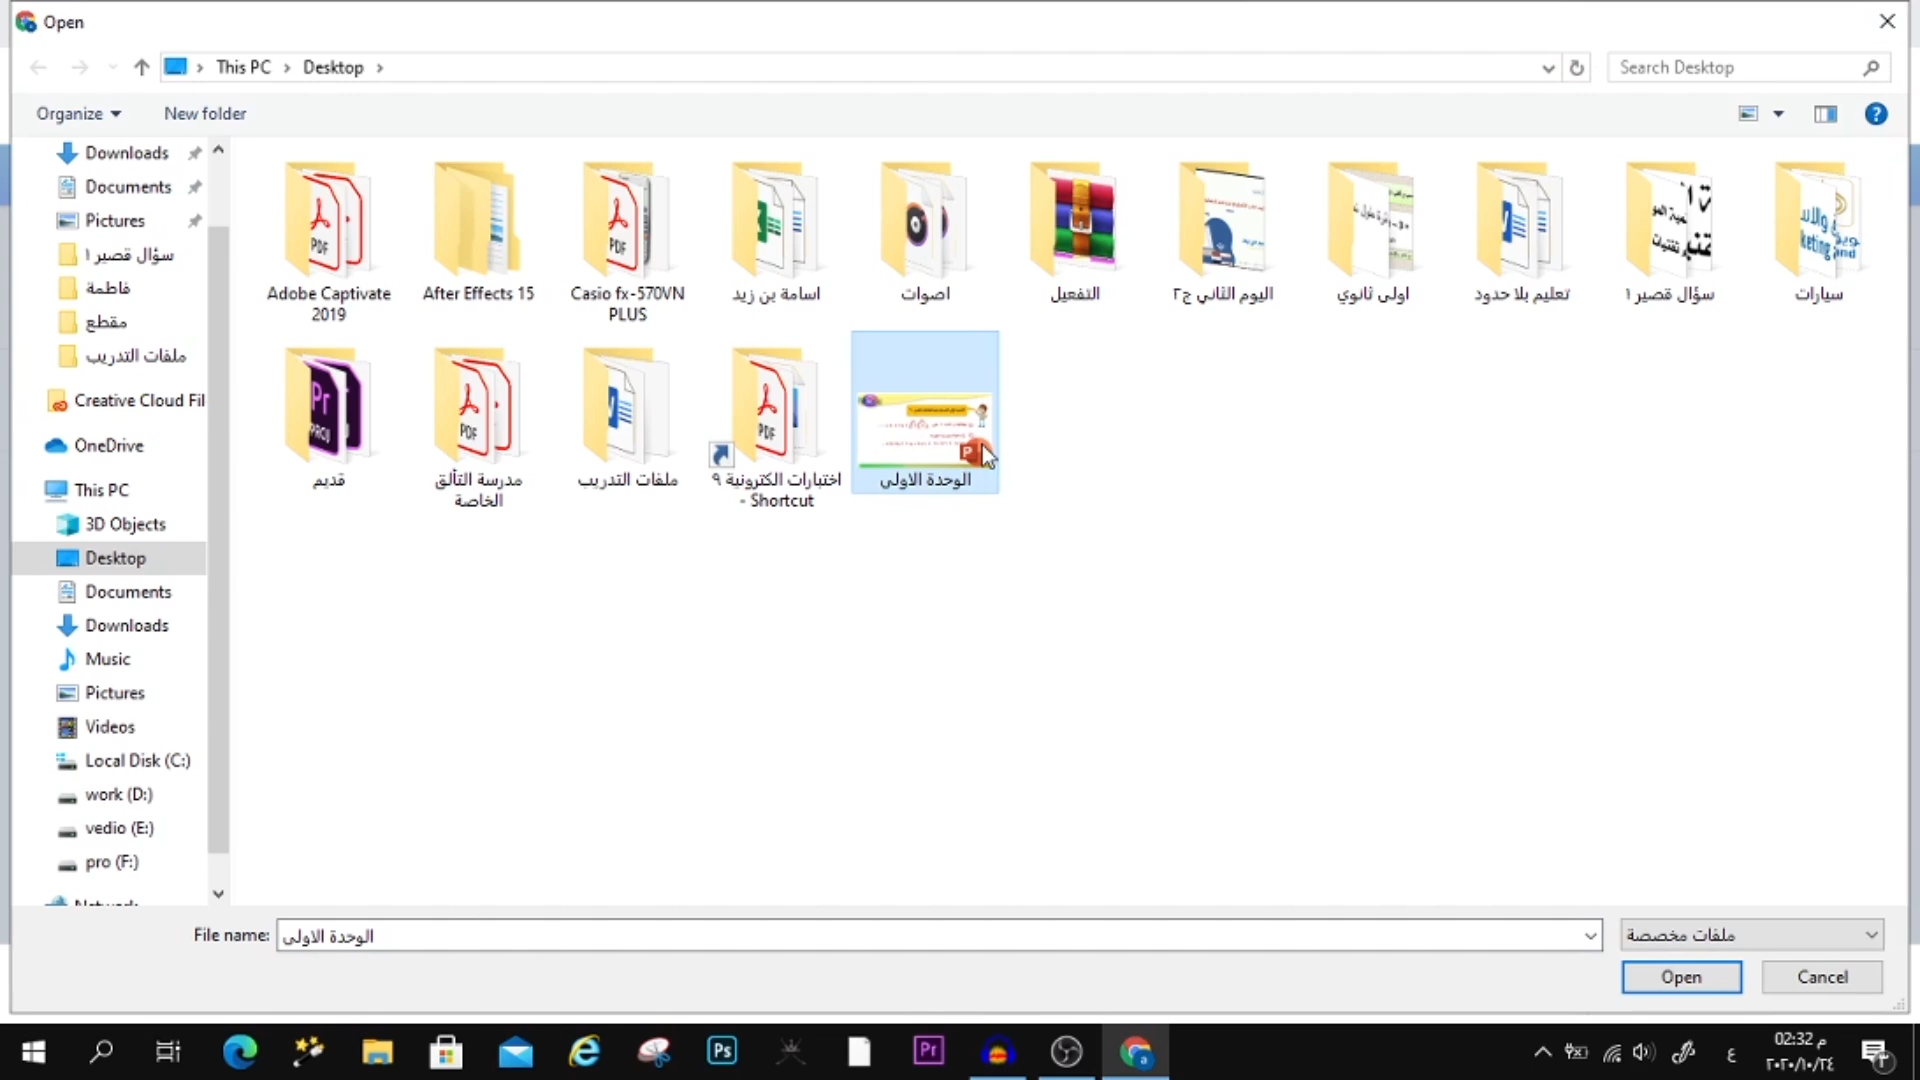 Open
This PC
Desktop
Search Desktop
Organize
New folder
Downloads
Documents
Pictures
سؤال قصير ١
فاطمة
مقطع
ملفات التدريب
Creative Cloud Fil
OneDrive
This PC
3D Objects
Desktop
Documents
Downloads
Music
Pictures
Videos
Local Disk (C:)
work (D:)
vedio (E:)
pro (F:)
Adobe Captivate
2019
After Effects 15
Casio fx-570VN
PLUS
اسامة بن زيد
اصوات
التفعيل
اليوم الثاني ج٢
اولى ثانوي
تعليم بلا حدود
سؤال قصير ١
سيارات
قديم
مدرسة التألق
الخاصة
ملفات التدريب
اختبارات الكترونية ٩
- Shortcut
الوحدة الاولى
File name:
الوحدة الاولى
ملفات مخصصة
Open
Cancel
ع
02:32 م
٢٠٢٠/١٠/٢٤